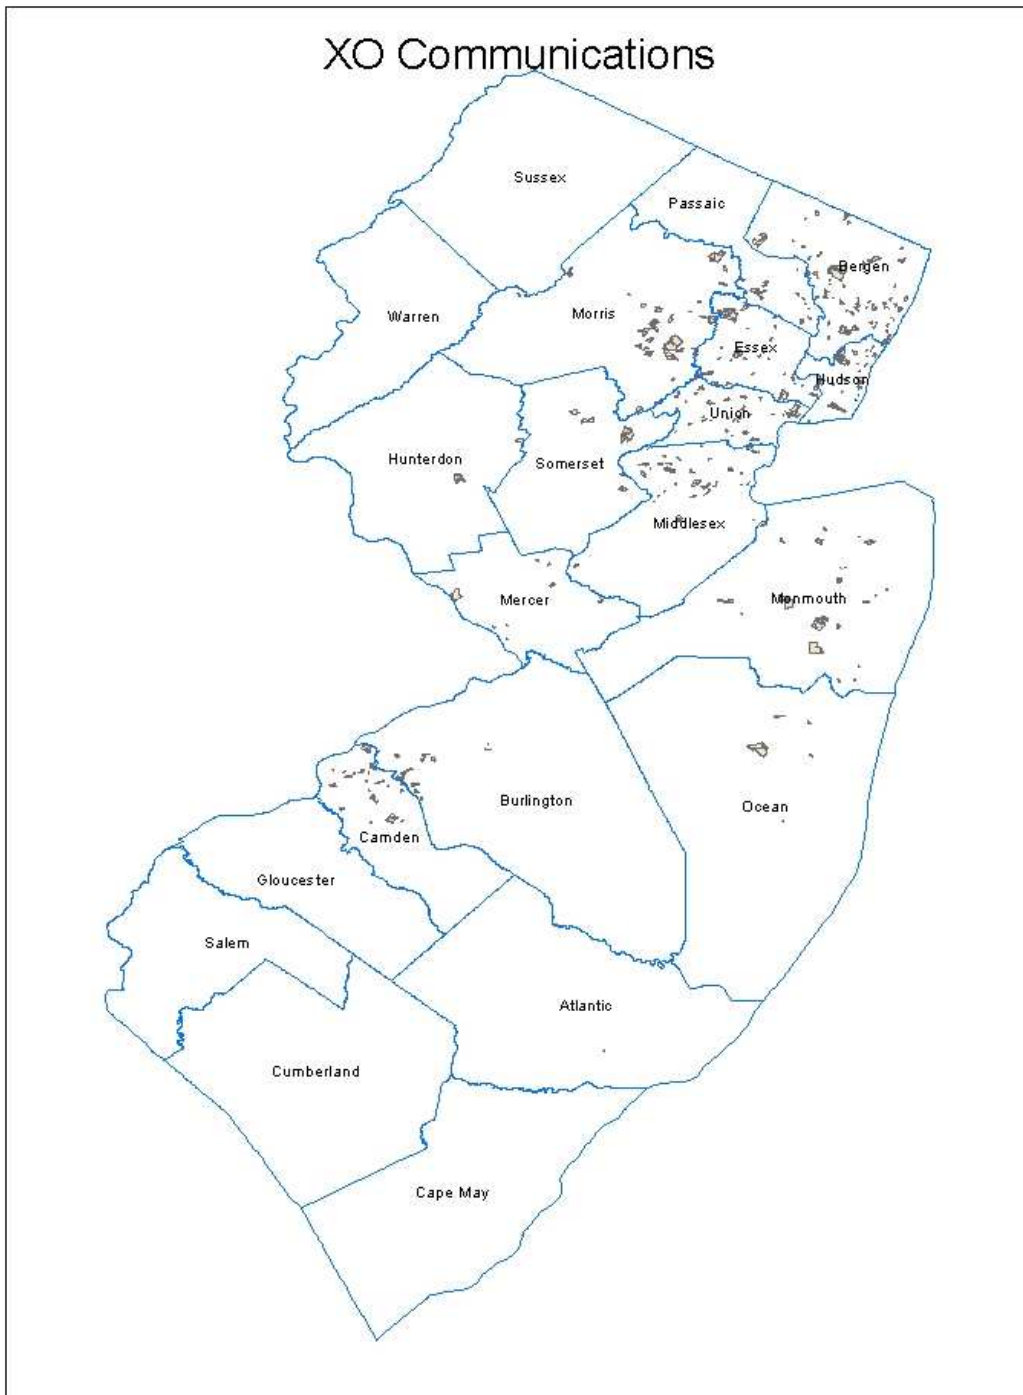 XO Communications
Sussex
Passaic
Bergen
Warren
Morris
Essex
Hudson
Union
Hunterdon
Somerset
Middlesex
Mercer
Monmouth
Burlington
Ocean
Camden
Gloucester
Salem
Atlantic
Cumberland
Cape May